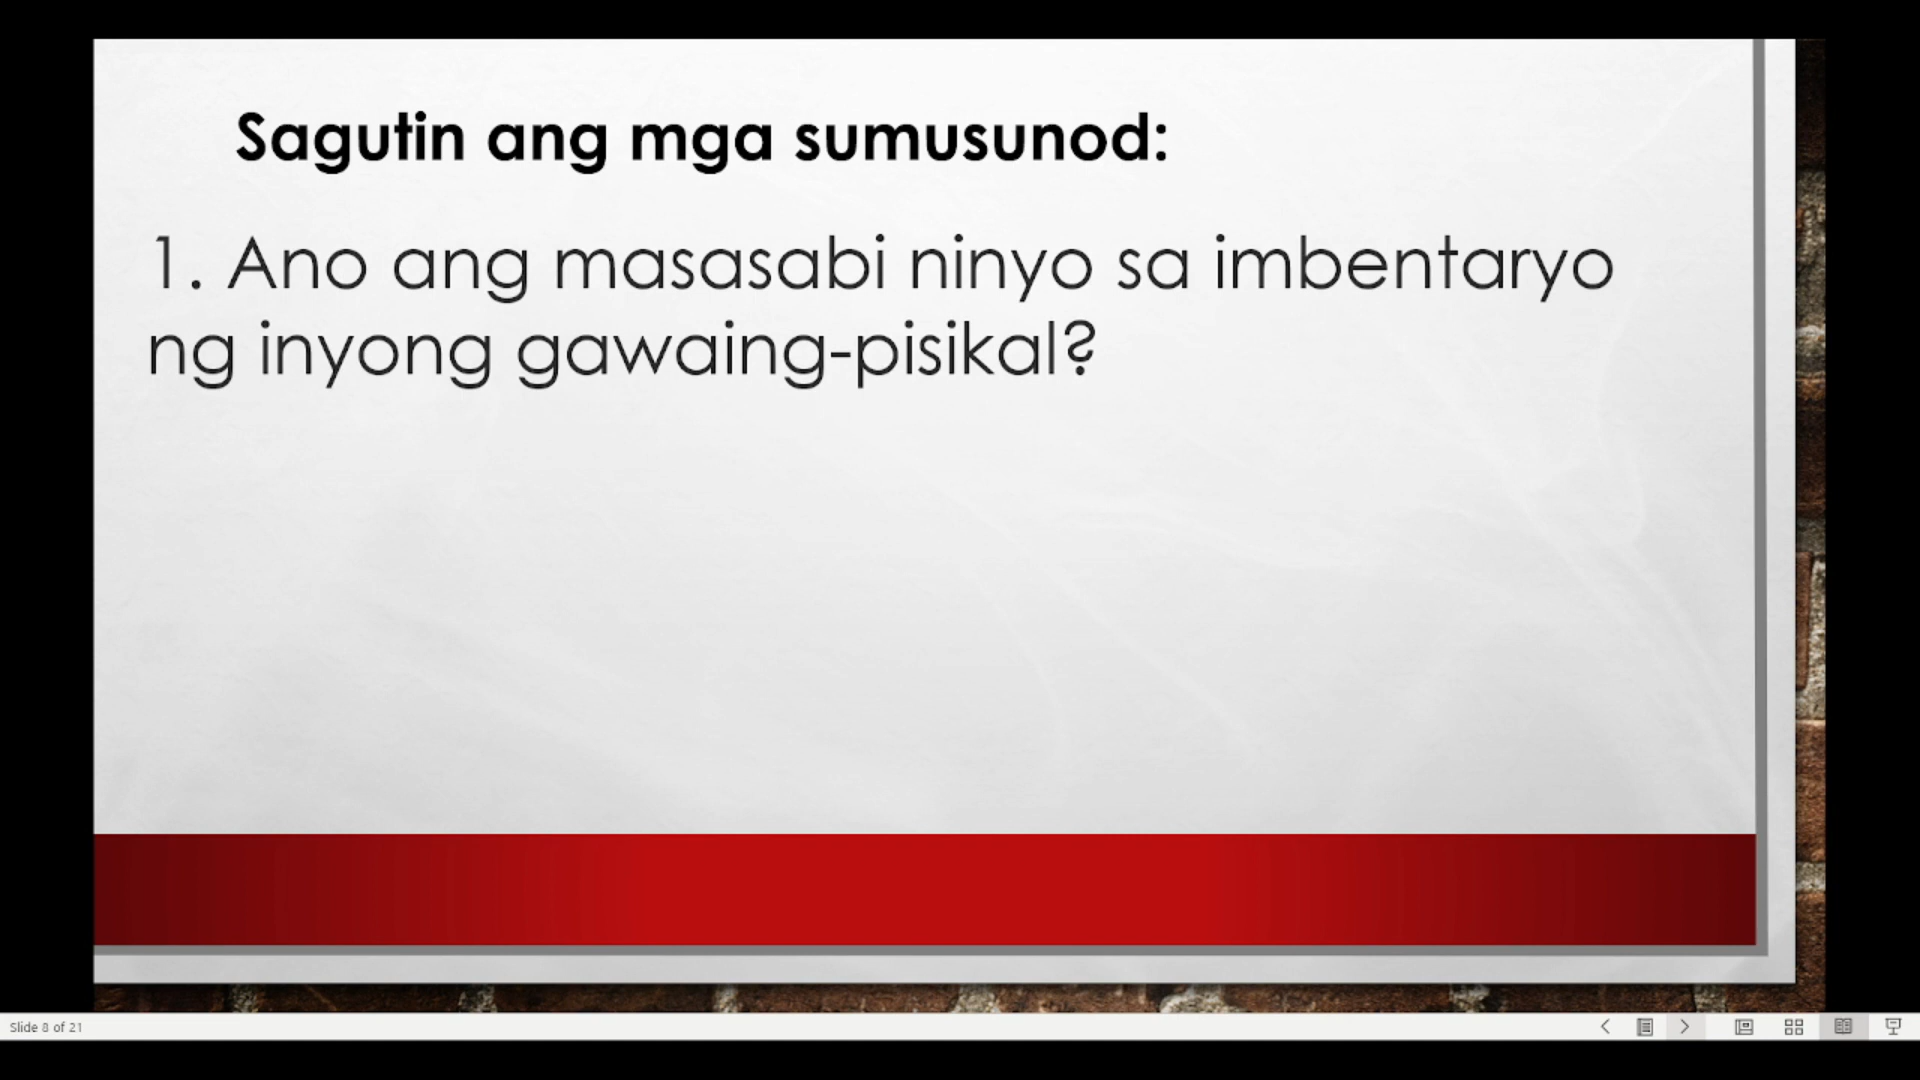 Sagutin ang mga sumusunod:
1. Ano ang masasabi ninyo sa imbentaryo
ng inyong gawaing-pisikal?
Slide 8 of 21